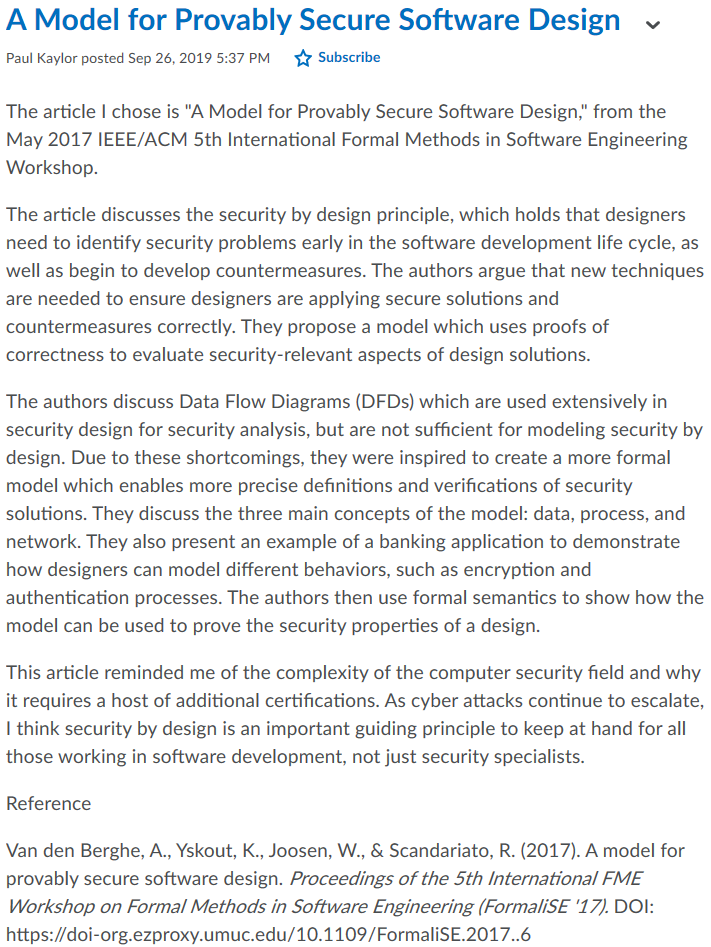 A Model for Provably Secure Software Design
Paul Kaylor posted Sep 26, 2019 5:37 PM Subscribe
The article I chose is "A Model for Provably Secure Software Design," from the
May 2017 IEEE/ACM 5th International Formal Methods in Software Engineering
Workshop.
The article discusses the security by design principle, which holds that designers
need to identify security problems early in the software development life cycle, as
well as begin to develop countermeasures. The authors argue that new techniques
are needed to ensure designers are applying secure solutions and
countermeasures correctly. They propose a model which uses proofs of
correctness to evaluate security-relevant aspects of design solutions.
The authors discuss Data Flow Diagrams (DFDs) which are used extensively in
security design for security analysis, but are not sufficient for modeling security by
design. Due to these shortcomings, they were inspired to create a more formal
model which enables more precise definitions and verifications of security
solutions. They discuss the three main concepts of the model: data, process, and
network. They also present an example of a banking application to demonstrate
how designers can model different behaviors, such as encryption and
authentication processes. The authors then use formal semantics to show how the
model can be used to prove the security properties of a design.
This article reminded me of the complexity of the computer security field and why
it requires a host of additional certifications. As cyber attacks continue to escalate,
I think security by design is an important guiding principle to keep at hand for all
those working in software development, not just security specialists.
Reference
Van den Berghe, A., Yskout, K., Joosen, W., & Scandariato, R. (2017). A model for
provably secure software design. Proceedings of the 5th International FME
Workshop on Formal Methods in Software Engineering (FormaliSE '17). DOI:
https://doi-org.ezproxy.umuc.edu/10.1109/FormaliSE.2017..6